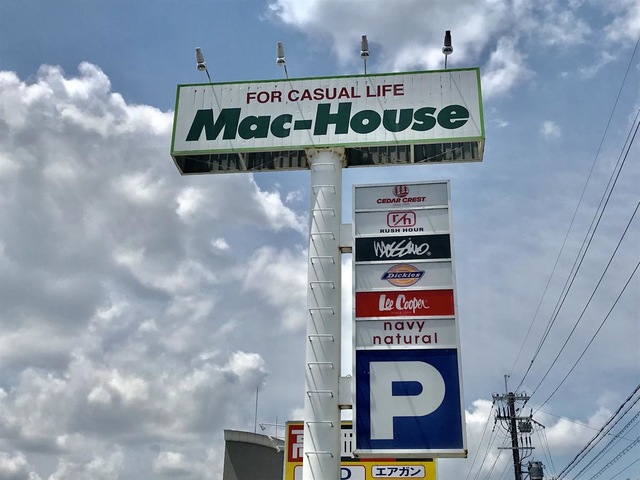 FOR CASUAL LIFE
Mac-House
CEDAR CREST
r/h
RUSH HOUR
Mossimo
Dickies
Lee Cooper
navy
natural
P
エアガン